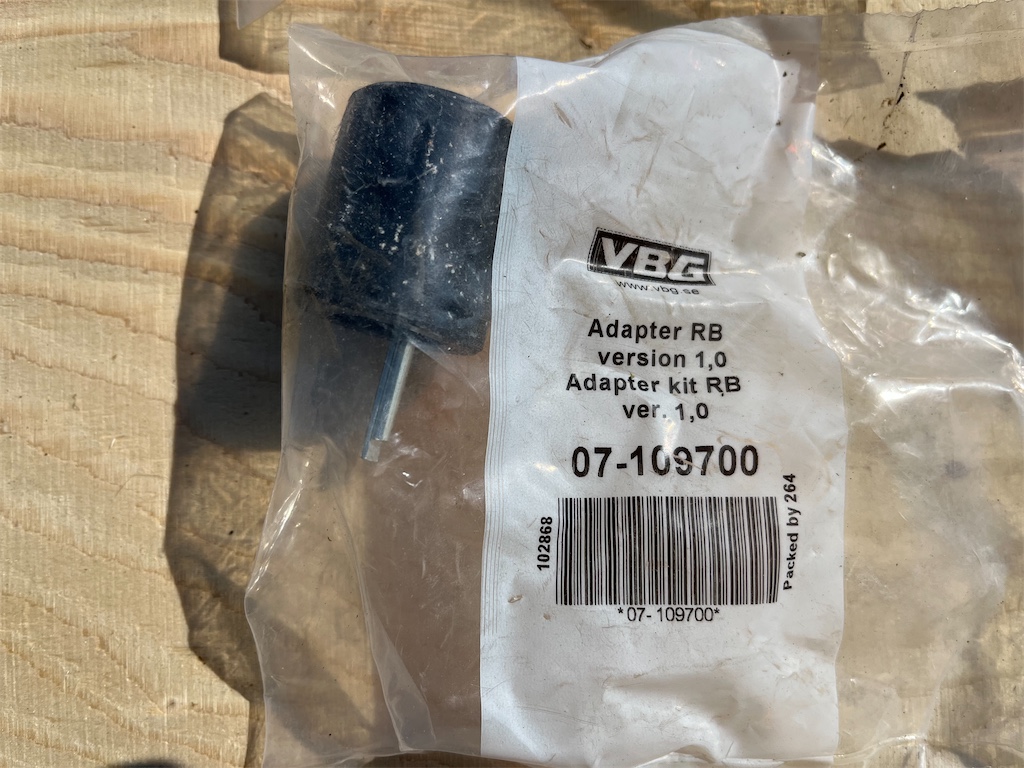 VBG
www.vbg.se
Adapter RB
version 1,0
Adapter kit RB
ver. 1,0
07-109700
102868
Packed by 264
*07-109700*